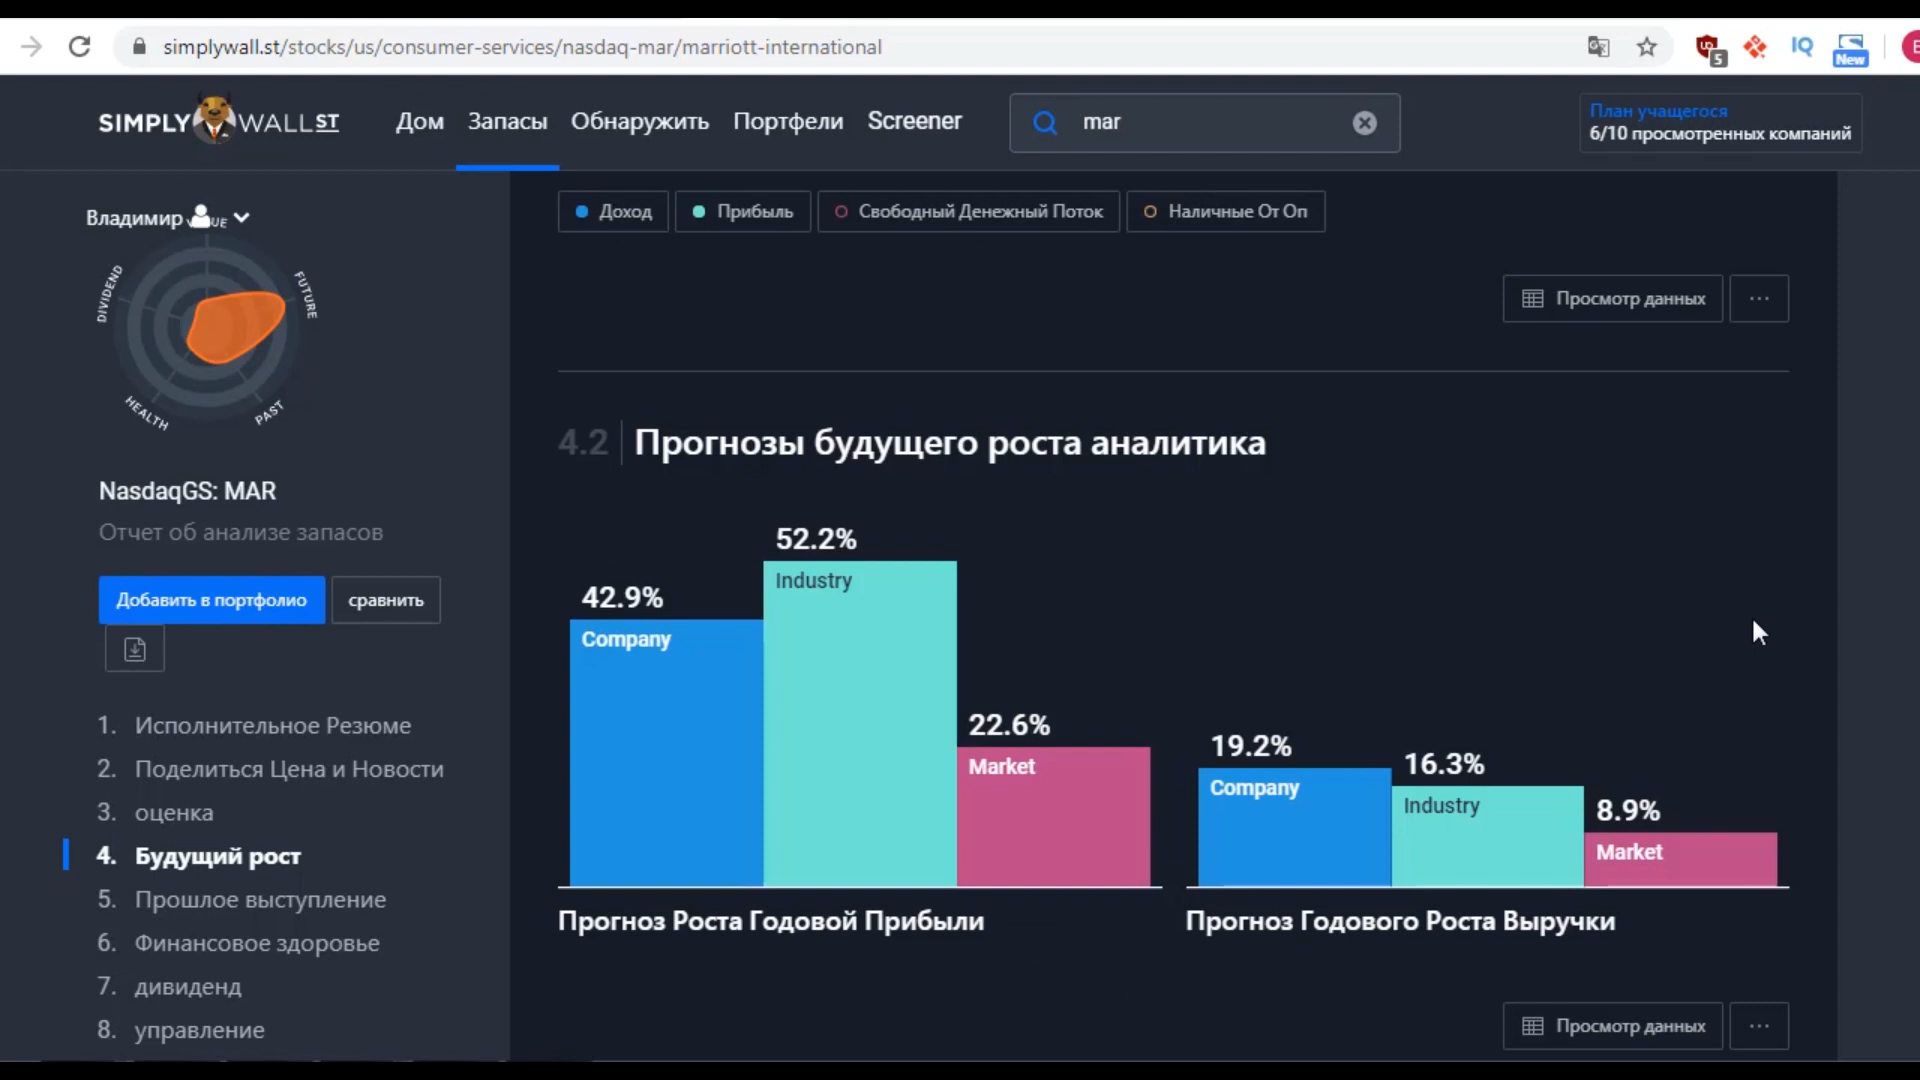 simplywall.st/stocks/us/consumer-services/nasdaq-mar/marriott-international
5
IQ
New
SIMPLY WALLST
Дом
Запасы
Обнаружить
Портфели
Screener
mar
План учащегося
6/10 просмотренных компаний
Владимир
UE
DIVIDEND
FUTURE
HEALTH
PAST
NasdaqGS: MAR
Отчет об анализе запасов
Добавить в портфолио
сравнить
1. Исполнительное Резюме
2. Поделиться Цена и Новости
3. оценка
4. Будущий рост
5. Прошлое выступление
6. Финансовое здоровье
7. дивиденд
8. управление
Доход
Прибыль
Свободный Денежный Поток
Наличные От Оп
Просмотр данных
...
4.2 Прогнозы будущего роста аналитика
42.9%
Company
52.2%
Industry
22.6%
Market
Прогноз Роста Годовой Прибыли
19.2%
Company
16.3%
Industry
8.9%
Market
Прогноз Годового Роста Выручки
Просмотр данных
...